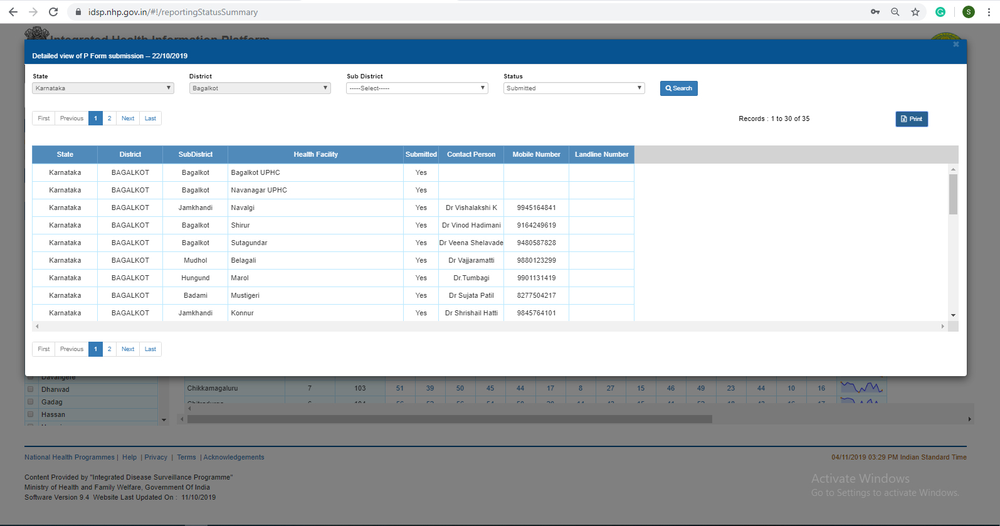 idsp.nhp.gov.in/#!/reportingStatusSummary
S
Integrated Health Information Platform
Detailed view of P Form submission -- 22/10/2019
State District Sub District Status
Karnataka Bagalkot -----Select----- Submitted Search
First Previous 1 2 Next Last Records : 1 to 30 of 35 Print
State District SubDistrict Health Facility Submitted Contact Person Mobile Number Landline Number
Karnataka BAGALKOT Bagalkot Bagalkot UPHC Yes
Karnataka BAGALKOT Bagalkot Navanagar UPHC Yes
Karnataka BAGALKOT Jamkhandi Navalgi Yes Dr Vishalakshi K 9945164841
Karnataka BAGALKOT Bagalkot Shirur Yes Dr Vinod Hadimani 9164249619
Karnataka BAGALKOT Bagalkot Sutagundar Yes Dr Veena Shelavade 9480587828
Karnataka BAGALKOT Mudhol Belagali Yes Dr Vajjaramatti 9880123299
Karnataka BAGALKOT Hungund Marol Yes Dr.Tumbagi 9901131419
Karnataka BAGALKOT Badami Mustigeri Yes Dr Sujata Patil 8277504217
Karnataka BAGALKOT Jamkhandi Konnur Yes Dr Shrishail Hatti 9845764101
First Previous 1 2 Next Last
Davangere
Dharwad Chikkamagaluru 7 103 51 39 50 45 44 17 8 27 15 46 49 23 44 10 16
Gadag
Hassan
National Health Programmes | Help | Privacy | Terms | Acknowledgements 04/11/2019 03:29 PM Indian Standard Time
Content Provided by "Integrated Disease Surveillance Programme"
Ministry of Health and Family Welfare, Government Of India
Software Version 9.4 Website Last Updated On : 11/10/2019
Activate Windows
Go to Settings to activate Windows.